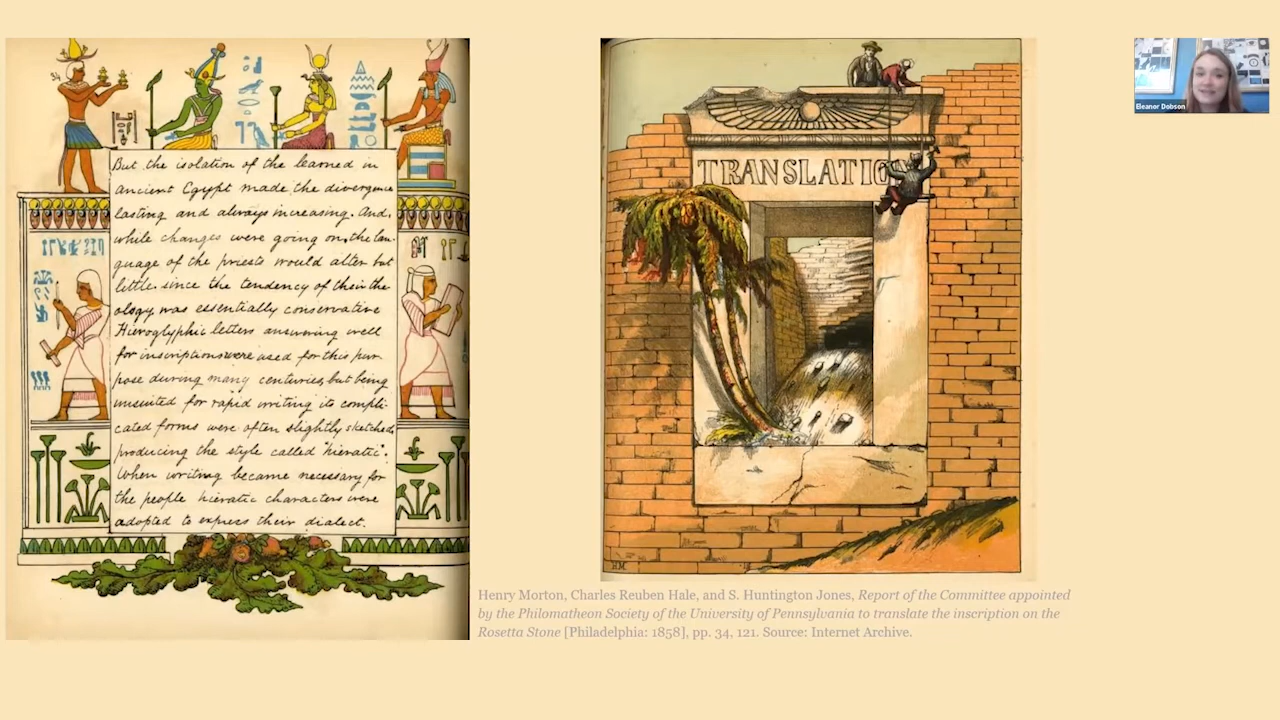 But the isolation of the learned in
ancient Egypt made the divergence
lasting and always increasing. And,
while changes were going on, the lan-
guage of the priests would alter but
little, since the tendency of their the
ology, was essentially conservative
Hieroglyphic letters answering well
for inscriptions were used for this pur-
pose during many centuries, but being
unsuited for rapid writing its compli-
cated forms were often slightly sketched,
producing the style called "hieratic".
When writing became necessary for
the people hieratic characters were
adopted to express their dialect.
TRANSLATIO
Eleanor Dobson
Henry Morton, Charles Reuben Hale, and S. Huntington Jones, Report of the Committee appointed
by the Philomathean Society of the University of Pennsylvania to translate the inscription on the
Rosetta Stone [Philadelphia: 1858], pp. 34, 121. Source: Internet Archive.